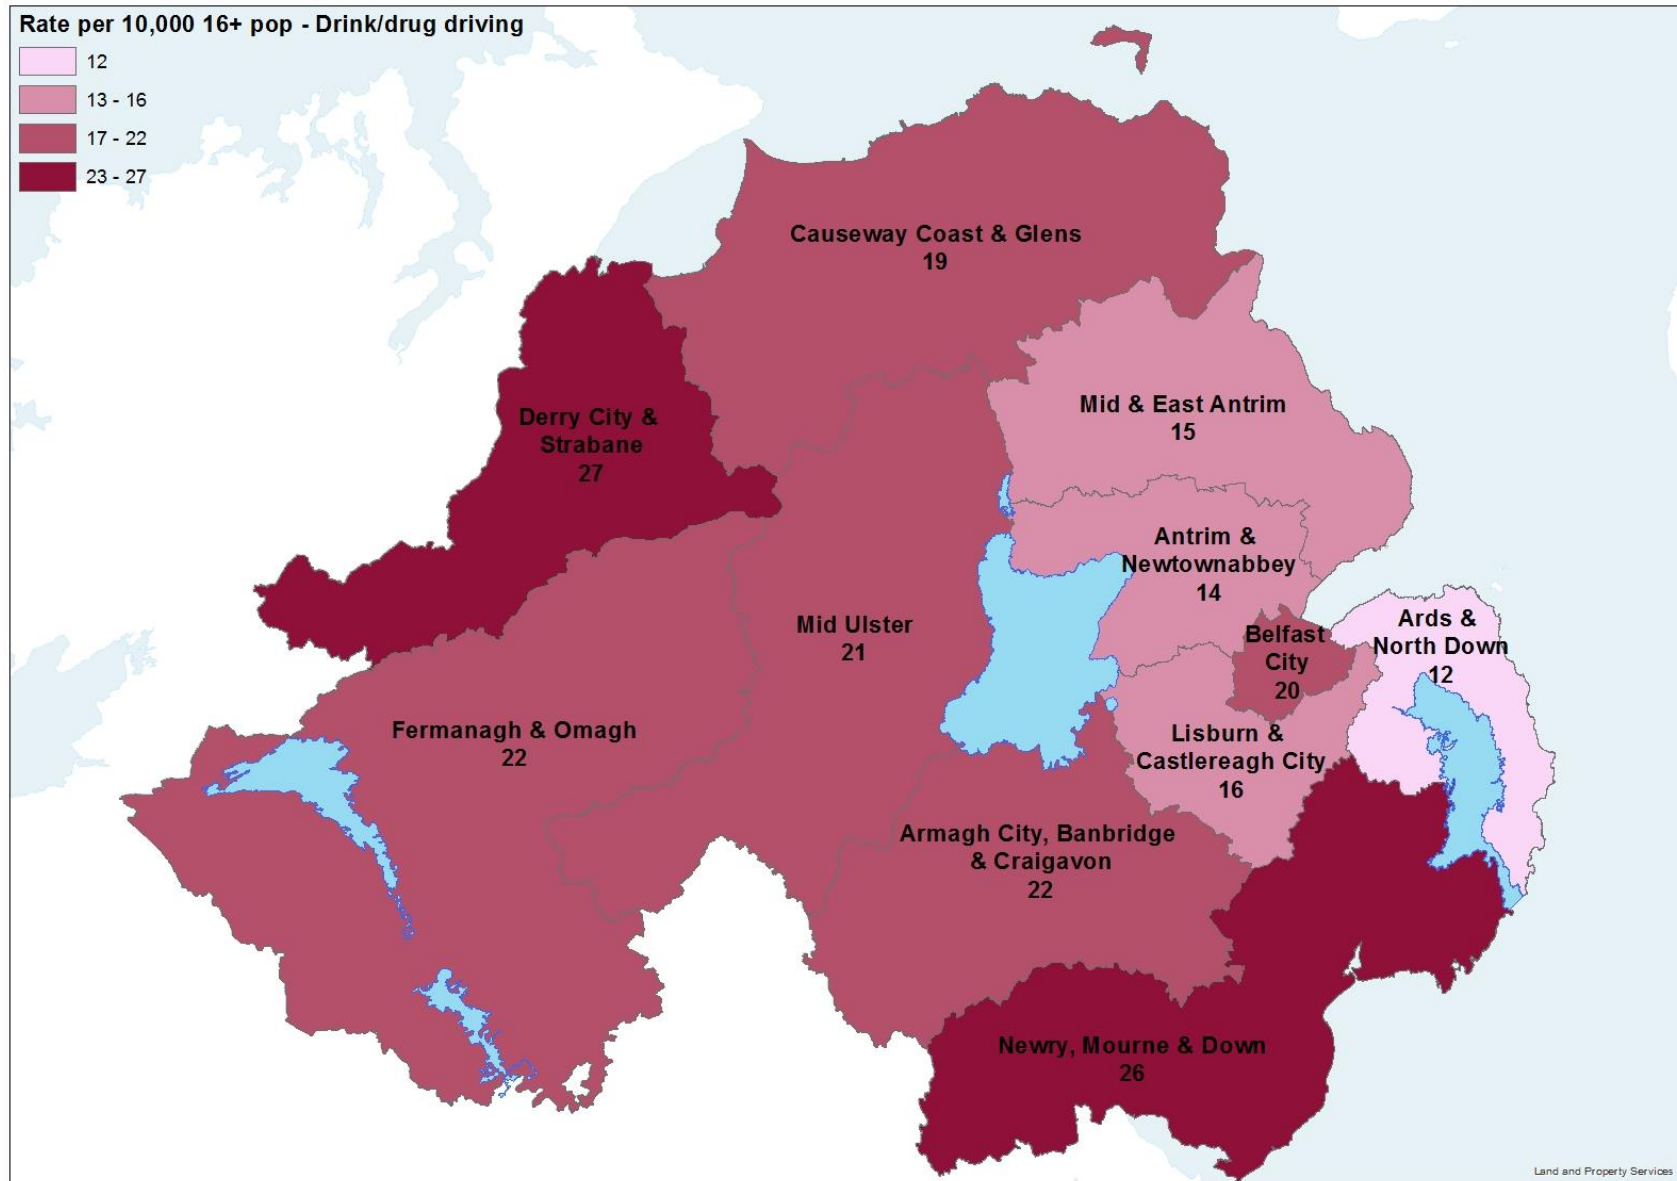 Rate per 10,000 16+ pop - Drink/drug driving
12
13 - 16
17 - 22
23 - 27
Causeway Coast & Glens
19
Derry City &
Strabane
27
Mid & East Antrim
15
Antrim &
Newtownabbey
14
Mid Ulster
21
Belfast
City
20
Ards &
North Down
12
Fermanagh & Omagh
22
Lisburn &
Castlereagh City
16
Armagh City, Banbridge
& Craigavon
22
Newry, Mourne & Down
26
Land and Property Services